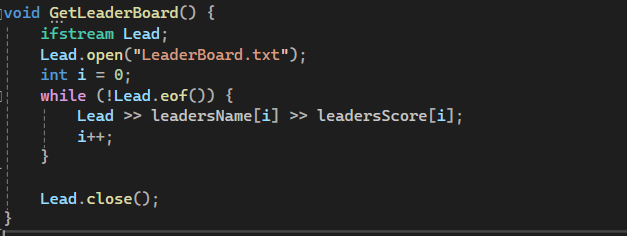 void GetLeaderBoard() {
    ifstream Lead;
    Lead.open("LeaderBoard.txt");
    int i = 0;
    while (!Lead.eof()) {
        Lead >> leadersName[i] >> leadersScore[i];
        i++;
    }

    Lead.close();
}